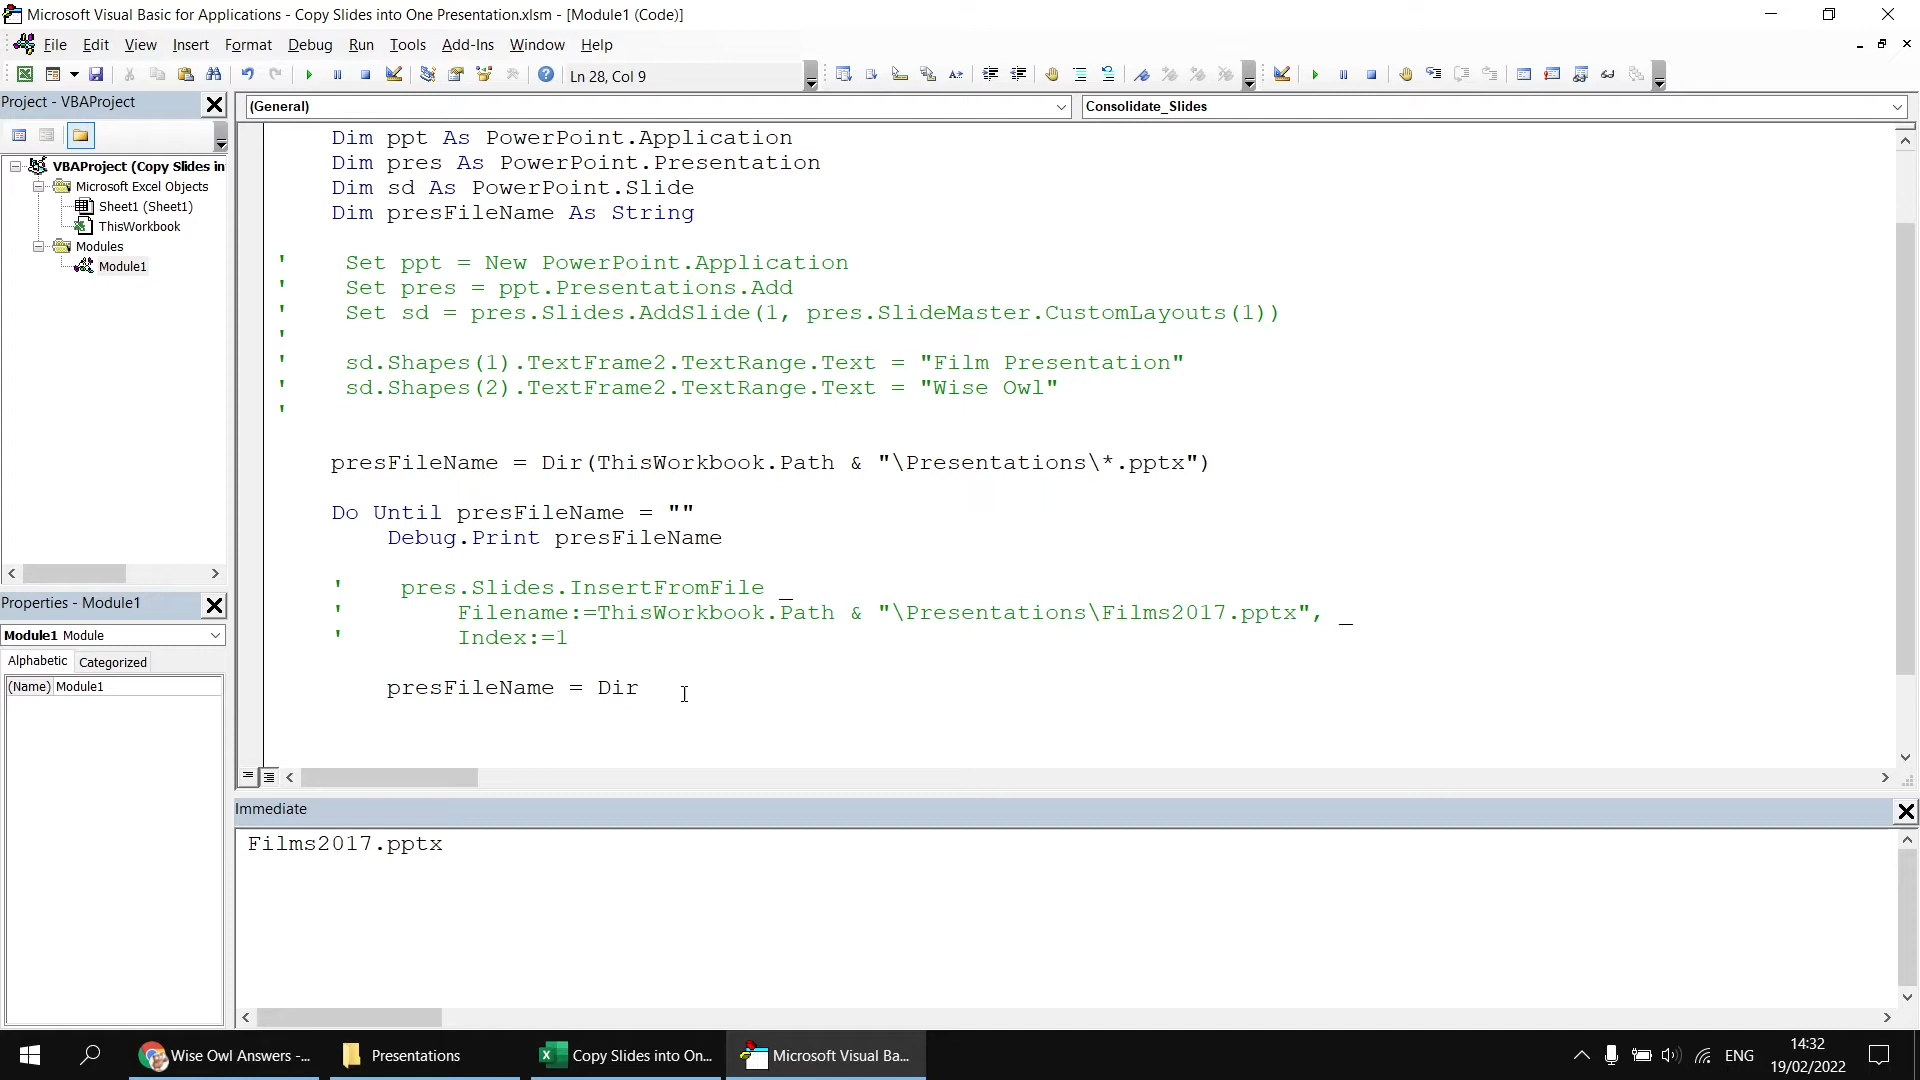 Microsoft Visual Basic for Applications - Copy Slides into One Presentation.xlsm - [Module1 (Code)]
File Edit View Insert Format Debug Run Tools Add-Ins Window Help
Ln 28, Col 9
Project - VBAProject
(General) Consolidate_Slides
VBAProject (Copy Slides in
Microsoft Excel Objects
Sheet1 (Sheet1)
ThisWorkbook
Modules
Module1
Properties - Module1
Module1 Module
Alphabetic Categorized
(Name) Module1
Dim ppt As PowerPoint.Application
Dim pres As PowerPoint.Presentation
Dim sd As PowerPoint.Slide
Dim presFileName As String
' Set ppt = New PowerPoint.Application
' Set pres = ppt.Presentations.Add
' Set sd = pres.Slides.AddSlide(1, pres.SlideMaster.CustomLayouts(1))
'
' sd.Shapes(1).TextFrame2.TextRange.Text = "Film Presentation"
' sd.Shapes(2).TextFrame2.TextRange.Text = "Wise Owl"
'
presFileName = Dir(ThisWorkbook.Path & "\Presentations\*.pptx")
Do Until presFileName = ""
Debug.Print presFileName
' pres.Slides.InsertFromFile _
' Filename:=ThisWorkbook.Path & "\Presentations\Films2017.pptx", _
' Index:=1
presFileName = Dir
Immediate
Films2017.pptx
Wise Owl Answers -... Presentations Copy Slides into On... Microsoft Visual Ba... ENG 14:32
19/02/2022